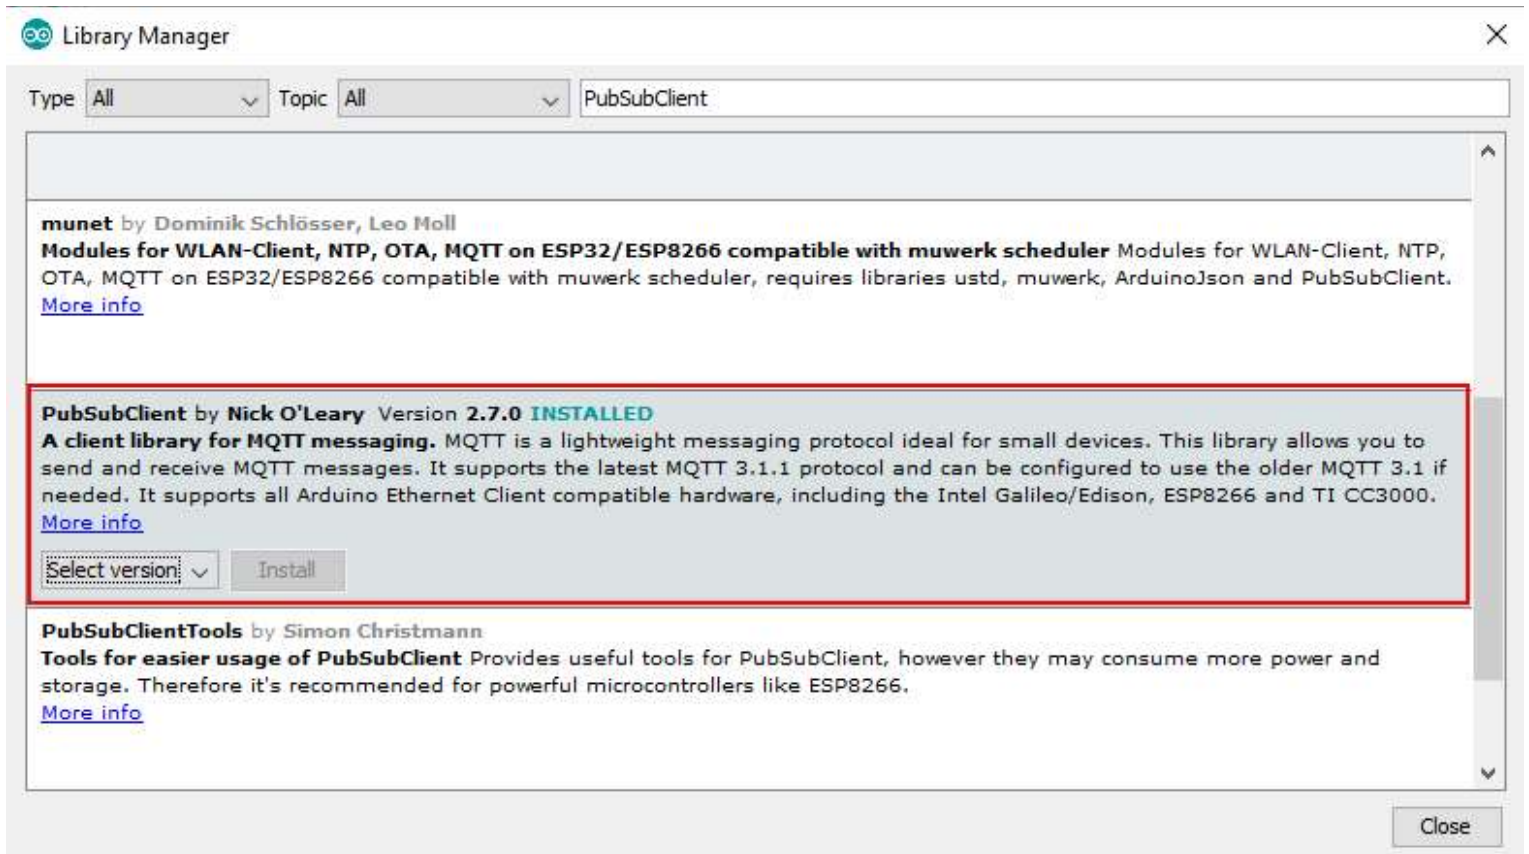 Library Manager
Type All Topic All PubSubClient
munet by Dominik Schlösser, Leo Moll
Modules for WLAN-Client, NTP, OTA, MQTT on ESP32/ESP8266 compatible with muwerk scheduler Modules for WLAN-Client, NTP,
OTA, MQTT on ESP32/ESP8266 compatible with muwerk scheduler, requires libraries ustd, muwerk, ArduinoJson and PubSubClient.
More info
PubSubClient by Nick O'Leary Version 2.7.0 INSTALLED
A client library for MQTT messaging. MQTT is a lightweight messaging protocol ideal for small devices. This library allows you to
send and receive MQTT messages. It supports the latest MQTT 3.1.1 protocol and can be configured to use the older MQTT 3.1 if
needed. It supports all Arduino Ethernet Client compatible hardware, including the Intel Galileo/Edison, ESP8266 and TI CC3000.
More info
Select version Install
PubSubClientTools by Simon Christmann
Tools for easier usage of PubSubClient Provides useful tools for PubSubClient, however they may consume more power and
storage. Therefore it's recommended for powerful microcontrollers like ESP8266.
More info
Close